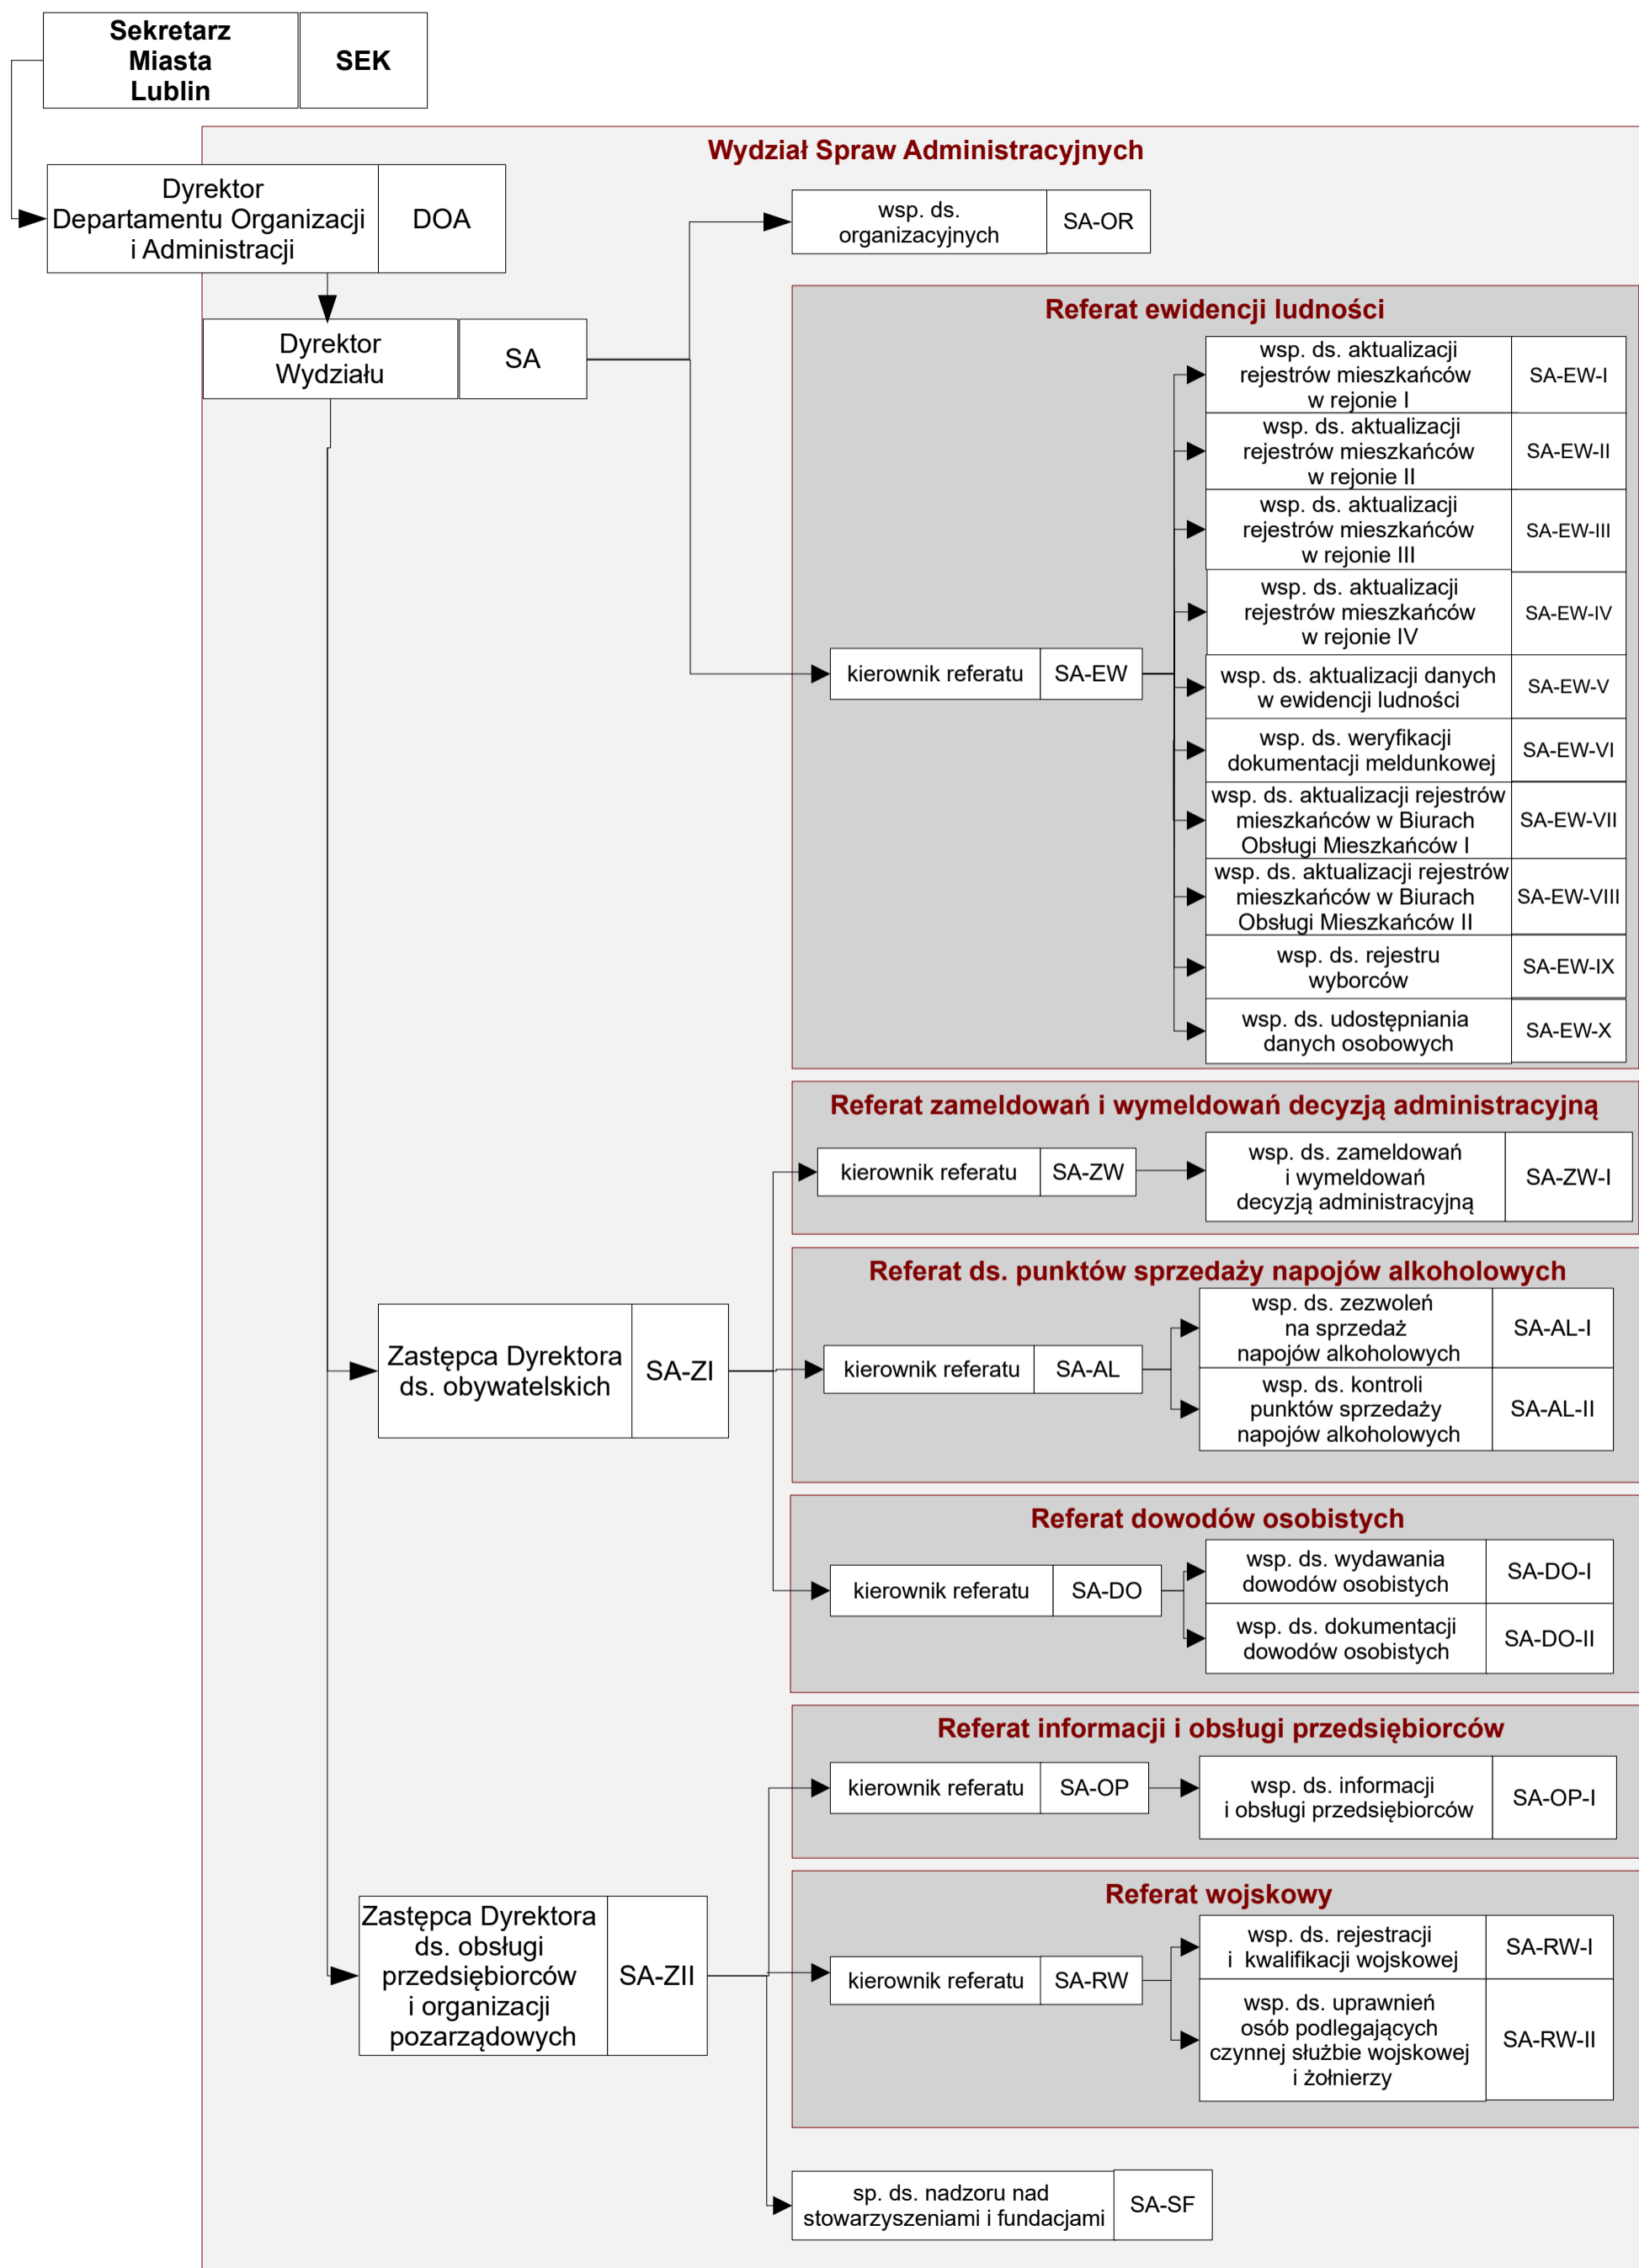 Sekretarz
Miasta
Lublin
SEK
Wydział Spraw Administracyjnych
Dyrektor
Departamentu Organizacji
i Administracji
DOA
wsp. ds.
organizacyjnych
SA-OR
Dyrektor
Wydziału
SA
Referat ewidencji ludności
kierownik referatu
SA-EW
wsp. ds. aktualizacji
rejestrów mieszkańców
w rejonie I
SA-EW-I
wsp. ds. aktualizacji
rejestrów mieszkańców
w rejonie II
SA-EW-II
wsp. ds. aktualizacji
rejestrów mieszkańców
w rejonie III
SA-EW-III
wsp. ds. aktualizacji
rejestrów mieszkańców
w rejonie IV
SA-EW-IV
wsp. ds. aktualizacji danych
w ewidencji ludności
SA-EW-V
wsp. ds. weryfikacji
dokumentacji meldunkowej
SA-EW-VI
wsp. ds. aktualizacji rejestrów
mieszkańców w Biurach
Obsługi Mieszkańców I
SA-EW-VII
wsp. ds. aktualizacji rejestrów
mieszkańców w Biurach
Obsługi Mieszkańców II
SA-EW-VIII
wsp. ds. rejestru
wyborców
SA-EW-IX
wsp. ds. udostępniania
danych osobowych
SA-EW-X
Referat zameldowań i wymeldowań decyzją administracyjną
kierownik referatu
SA-ZW
wsp. ds. zameldowań
i wymeldowań
decyzją administracyjną
SA-ZW-I
Zastępca Dyrektora
ds. obywatelskich
SA-ZI
Referat ds. punktów sprzedaży napojów alkoholowych
kierownik referatu
SA-AL
wsp. ds. zezwoleń
na sprzedaż
napojów alkoholowych
SA-AL-I
wsp. ds. kontroli
punktów sprzedaży
napojów alkoholowych
SA-AL-II
Referat dowodów osobistych
kierownik referatu
SA-DO
wsp. ds. wydawania
dowodów osobistych
SA-DO-I
wsp. ds. dokumentacji
dowodów osobistych
SA-DO-II
Referat informacji i obsługi przedsiębiorców
kierownik referatu
SA-OP
wsp. ds. informacji
i obsługi przedsiębiorców
SA-OP-I
Zastępca Dyrektora
ds. obsługi
przedsiębiorców
i organizacji
pozarządowych
SA-ZII
Referat wojskowy
kierownik referatu
SA-RW
wsp. ds. rejestracji
i kwalifikacji wojskowej
SA-RW-I
wsp. ds. uprawnień
osób podlegających
czynnej służbie wojskowej
i żołnierzy
SA-RW-II
sp. ds. nadzoru nad
stowarzyszeniami i fundacjami
SA-SF